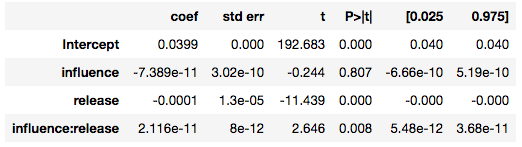 coef std err t P>|t| [0.025 0.975]
Intercept 0.0399 0.000 192.683 0.000 0.040 0.040
influence -7.389e-11 3.02e-10 -0.244 0.807 -6.66e-10 5.19e-10
release -0.0001 1.3e-05 -11.439 0.000 -0.000 -0.000
influence:release 2.116e-11 8e-12 2.646 0.008 5.48e-12 3.68e-11